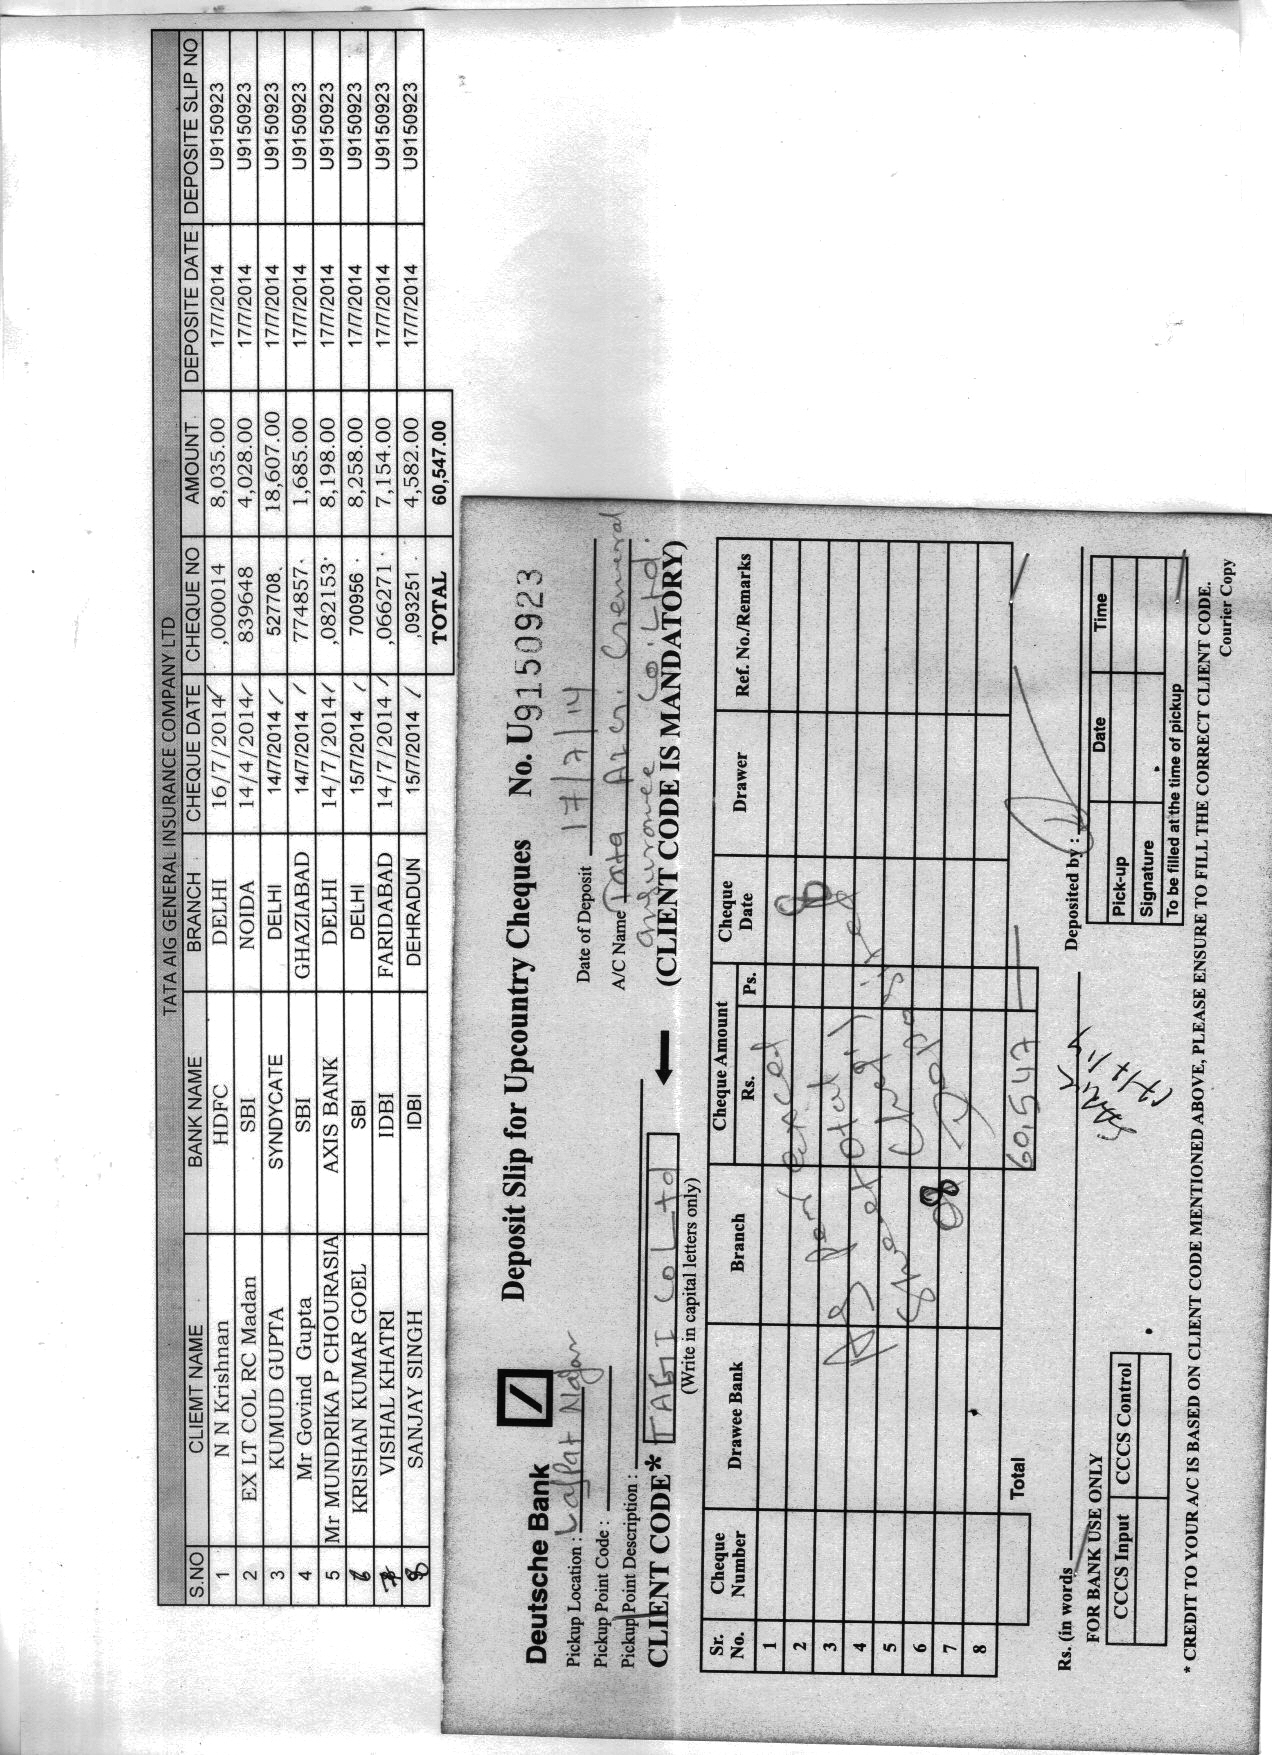 TATA AIG GENERAL INSURANCE COMPANY LTD
S.NO CLIEMT NAME BANK NAME BRANCH CHEQUE DATE CHEQUE NO AMOUNT DEPOSITE DATE DEPOSITE SLIP NO
1 N N Krishnan HDFC DELHI 16/7/2014 ,000014 8,035.00 17/7/2014 U9150923
2 EX LT COL RC Madan SBI NOIDA 14/4/2014 839648 4,028.00 17/7/2014 U9150923
3 KUMUD GUPTA SYNDYCATE DELHI 14/7/2014 527708. 18,607.00 17/7/2014 U9150923
4 Mr Govind Gupta SBI GHAZIABAD 14/7/2014 774857. 1,685.00 17/7/2014 U9150923
5 Mr MUNDRIKA P CHOURASIA AXIS BANK DELHI 14/7/2014 ,082153. 8,198.00 17/7/2014 U9150923
6 KRISHAN KUMAR GOEL SBI DELHI 15/7/2014 700956. 8,258.00 17/7/2014 U9150923
7 VISHAL KHATRI IDBI FARIDABAD 14/7/2014 ,066271. 7,154.00 17/7/2014 U9150923
8 SANJAY SINGH IDBI DEHRADUN 15/7/2014 ,093251. 4,582.00 17/7/2014 U9150923
TOTAL 60,547.00
Deutsche Bank Deposit Slip for Upcountry Cheques No. U9150923
Pickup Location : Lajpat Nagar Date of Deposit 17/7/14
Pickup Point Code : A/C Name Tata AIG General
Pickup Point Description : Insurance Co. Ltd.
CLIENT CODE* TAGI COLTD (CLIENT CODE IS MANDATORY)
(Write in capital letters only)
Sr. No. Cheque Number Drawee Bank Branch Cheque Amount Rs. Ps. Cheque Date Drawer Ref. No./Remarks
1
2
3
4
5
6
7
8
As per excel
total
08
Total 60,547
Rs. (in words Deposited by :
FOR BANK USE ONLY
CCCS Input CCCS Control
Date Time
Pick-up
Signature
To be filled at the time of pickup
* CREDIT TO YOUR A/C IS BASED ON CLIENT CODE MENTIONED ABOVE, PLEASE ENSURE TO FILL THE CORRECT CLIENT CODE.
Courier Copy